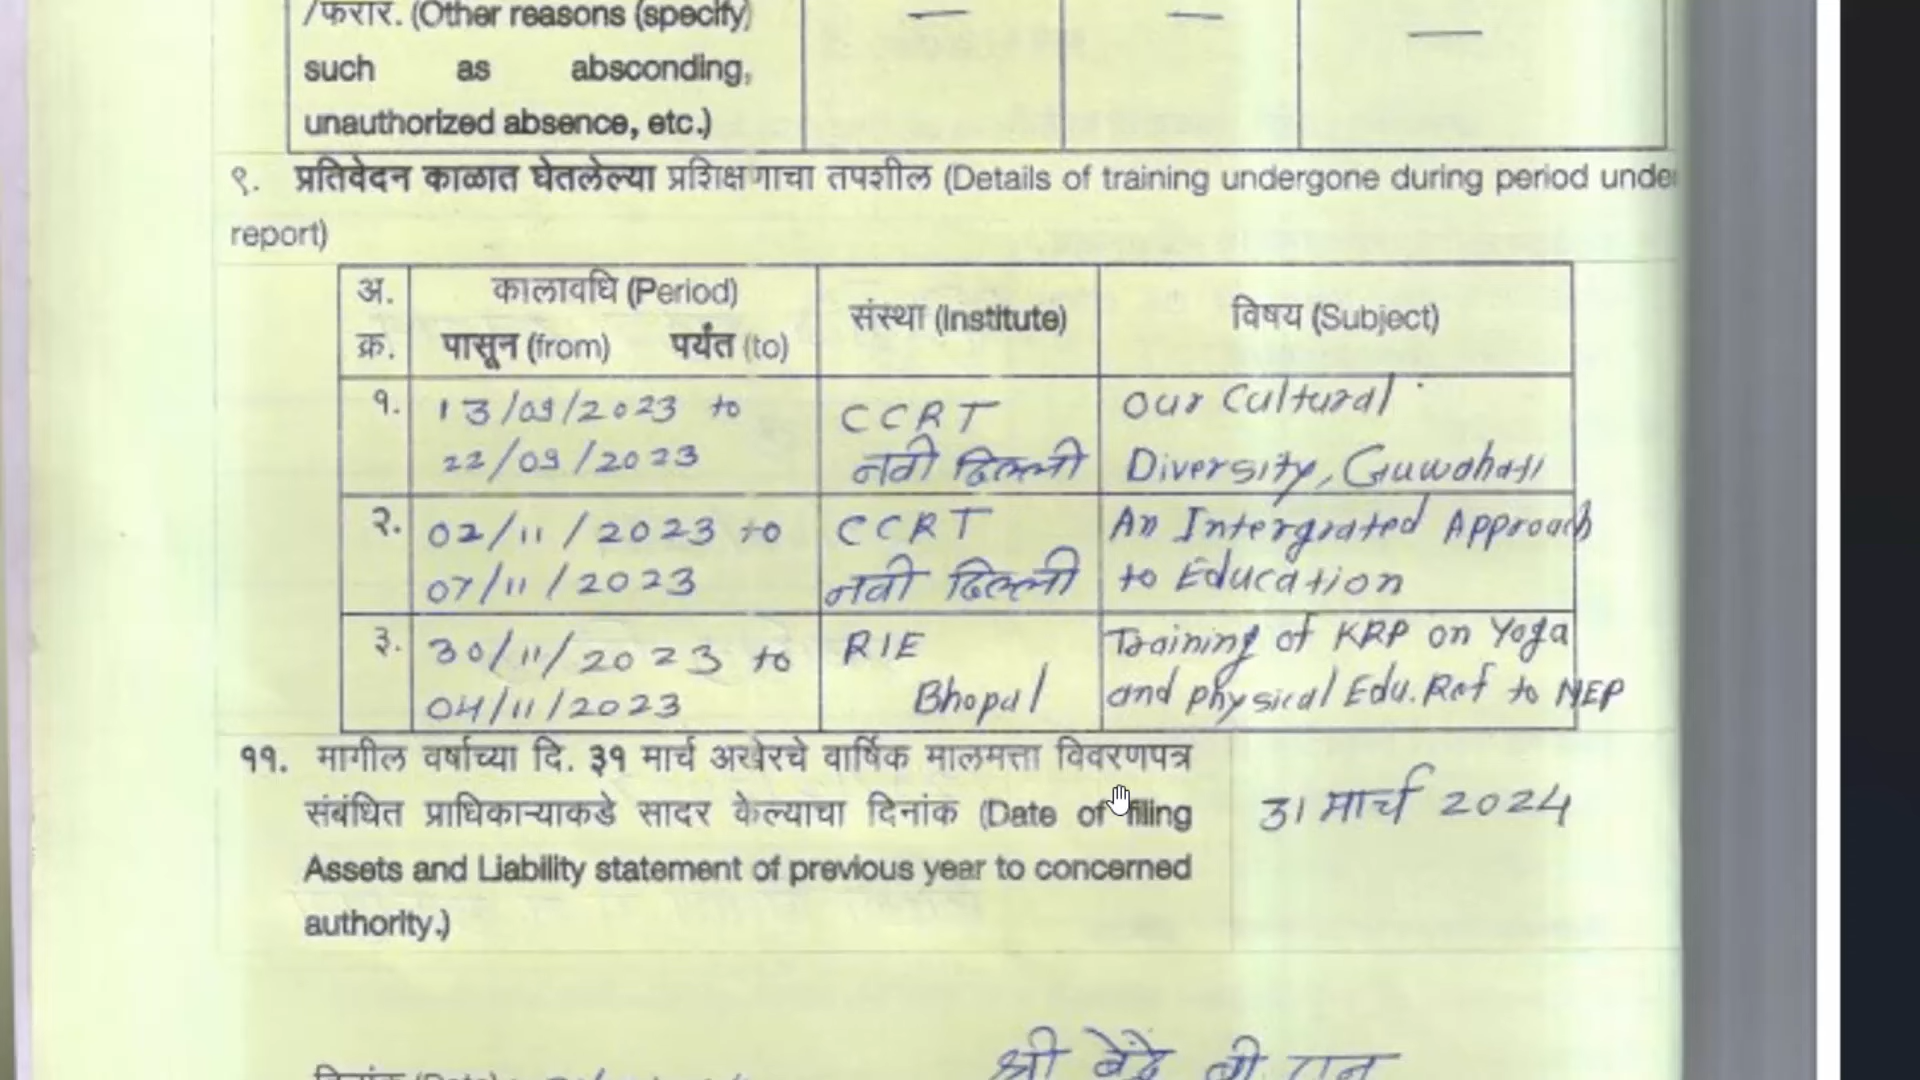 /फरार. (Other reasons (specify)
such as absconding,
unauthorized absence, etc.)
९. प्रतिवेदन काळात घेतलेल्या प्रशिक्षणाचा तपशील (Details of training undergone during period under
report)
अ. क्र.
कालावधि (Period)
पासून (from) पर्यंत (to)
संस्था (Institute)
विषय (Subject)
१.
13/09/2023 to
22/09/2023
CCRT
नवी दिल्ली
Our Cultural
Diversity, Guwahati
२.
02/11/2023 to
07/11/2023
CCRT
नवी दिल्ली
An Intergrated Approach
to Education
३.
30/11/2023 to
04/11/2023
RIE
Bhopal
Training of KRP on Yoga
and physical Edu. Ref to NEP
११. मागील वर्षाच्या दि. ३१ मार्च अखेरचे वार्षिक मालमत्ता विवरणपत्र
संबंधित प्राधिकाऱ्याकडे सादर केल्याचा दिनांक (Date of filing
Assets and Liability statement of previous year to concerned
authority.)
31 मार्च 2024
श्री